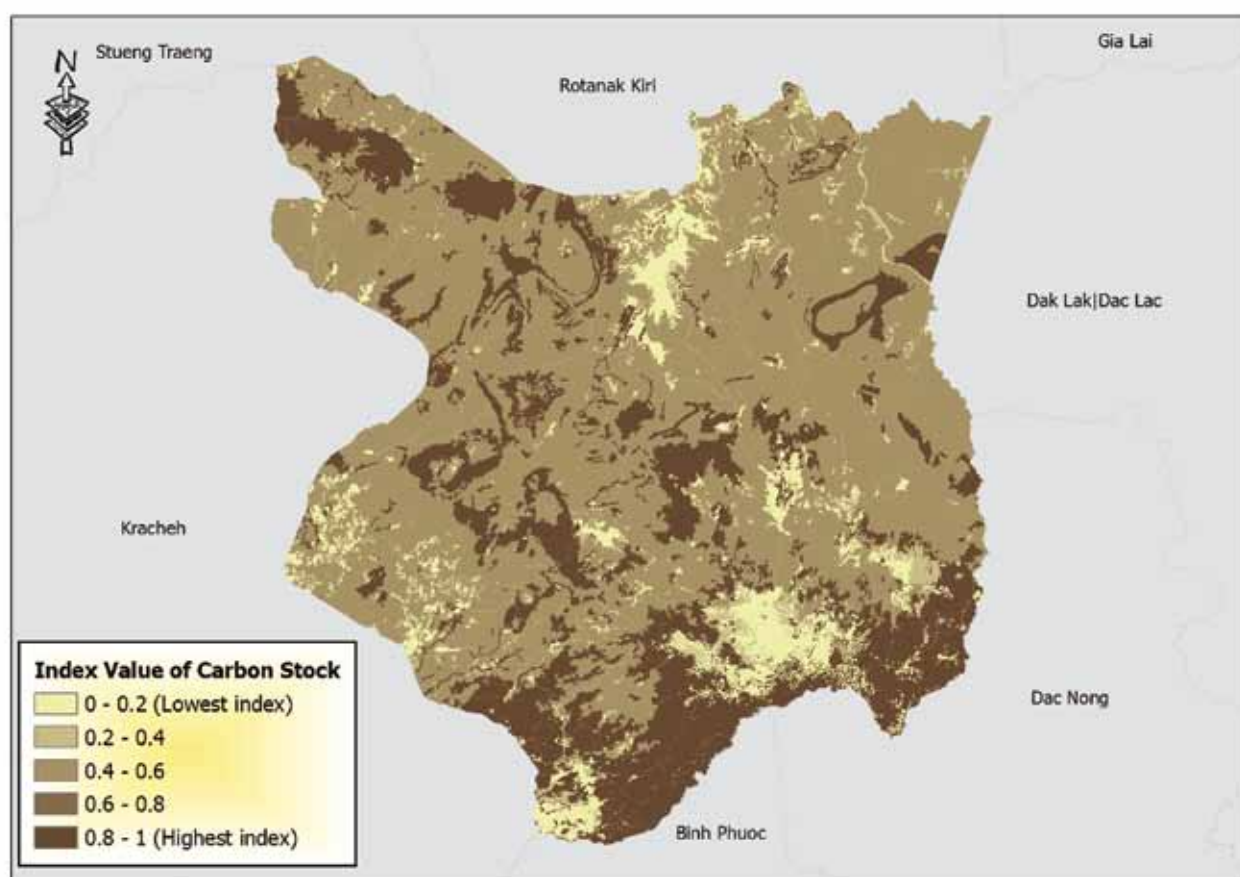 Stueng Traeng
Gia Lai
N
Rotanak Kiri
Dak Lak|Dac Lac
Kracheh
Dac Nong
Binh Phuoc
Index Value of Carbon Stock
0 - 0.2 (Lowest index)
0.2 - 0.4
0.4 - 0.6
0.6 - 0.8
0.8 - 1 (Highest index)